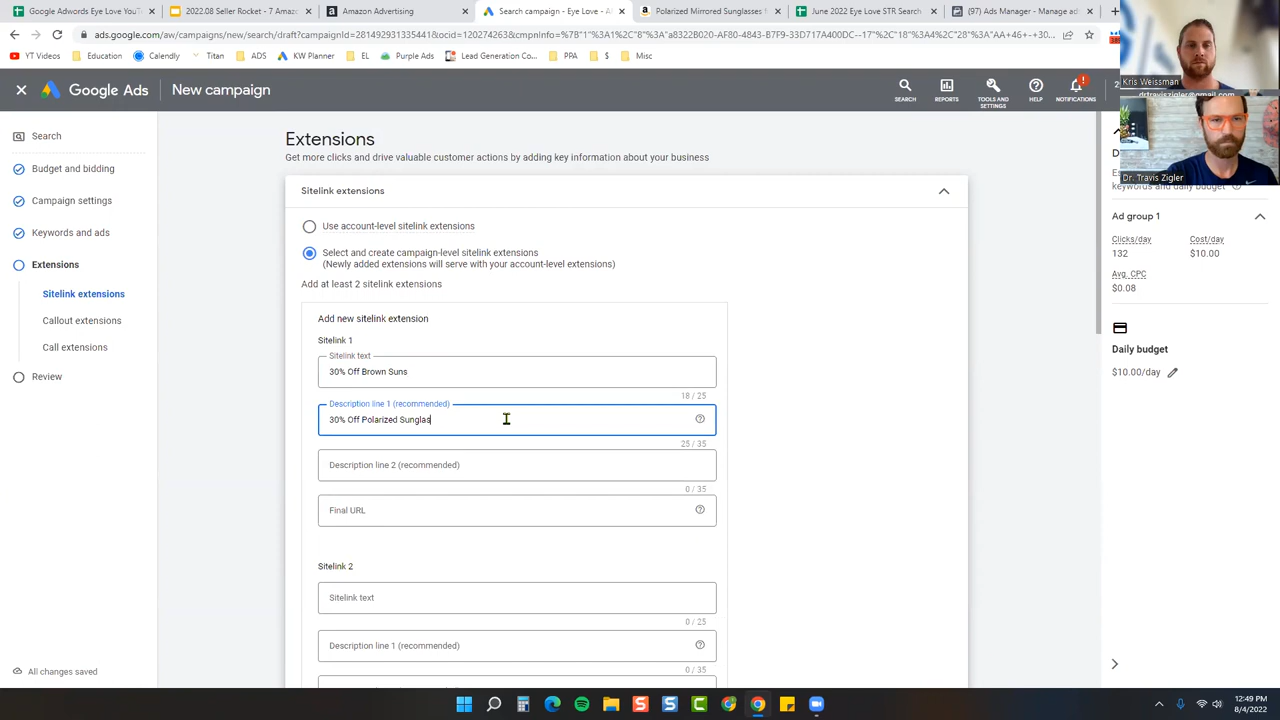 Google Adwords Eye Love YouT
2022.08 Seller Rocket - 7 Amaz
Amazon Advertising
Search campaign - Eye Love - A
Polarized Mirrored Sunglasses f
June 2022 Eye Love STR Search
(97) Ads Manager - Manage ad
ads.google.com/aw/campaigns/new/search/draft?campaignId=281492931335441&ocid=120274263&cmpnInfo=%7B"1%3A1%2C"8%3A"a8322B020-AF80-4843-B7F9-33D717A400DC--17"%2C"18%3A4%2C"28%3A"AA+46+-+30...
YT Videos
Education
Calendly
Titan
ADS
KW Planner
EL
Purple Ads
Lead Generation Co...
PPA
$
Misc
Kris Weissman
drtraviszigler@gmail.com
Google Ads
New campaign
SEARCH
REPORTS
TOOLS AND
SETTINGS
HELP
NOTIFICATIONS
Dr. Travis Zigler
Search
Budget and bidding
Campaign settings
Keywords and ads
Extensions
Sitelink extensions
Callout extensions
Call extensions
Review
All changes saved
Extensions
Get more clicks and drive valuable customer actions by adding key information about your business
Sitelink extensions
Use account-level sitelink extensions
Select and create campaign-level sitelink extensions
(Newly added extensions will serve with your account-level extensions)
Add at least 2 sitelink extensions
Add new sitelink extension
Sitelink 1
Sitelink text
30% Off Brown Suns
18 / 25
Description line 1 (recommended)
30% Off Polarized Sunglas
25 / 35
Description line 2 (recommended)
0 / 35
Final URL
Sitelink 2
Sitelink text
0 / 25
Description line 1 (recommended)
0 / 35
keywords and daily budget
Ad group 1
Clicks/day
Cost/day
132
$10.00
Avg. CPC
$0.08
Daily budget
$10.00/day
12:49 PM
8/4/2022